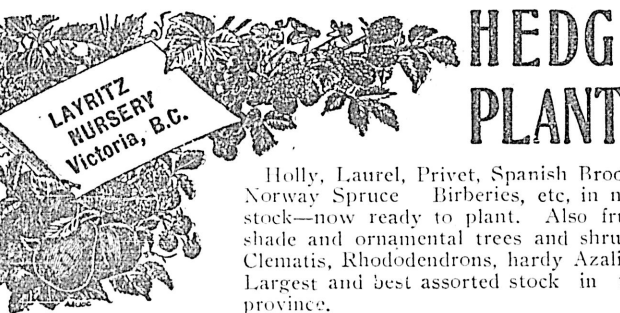 LAYRITZ
NURSERY
Victoria, B.C.
HEDG
PLANT
Holly, Laurel, Privet, Spanish Broo
Norway Spruce Birberies, etc, in n
stock—now ready to plant. Also fru
shade and ornamental trees and shru
Clematis, Rhododendrons, hardy Azali
Largest and best assorted stock in
province.